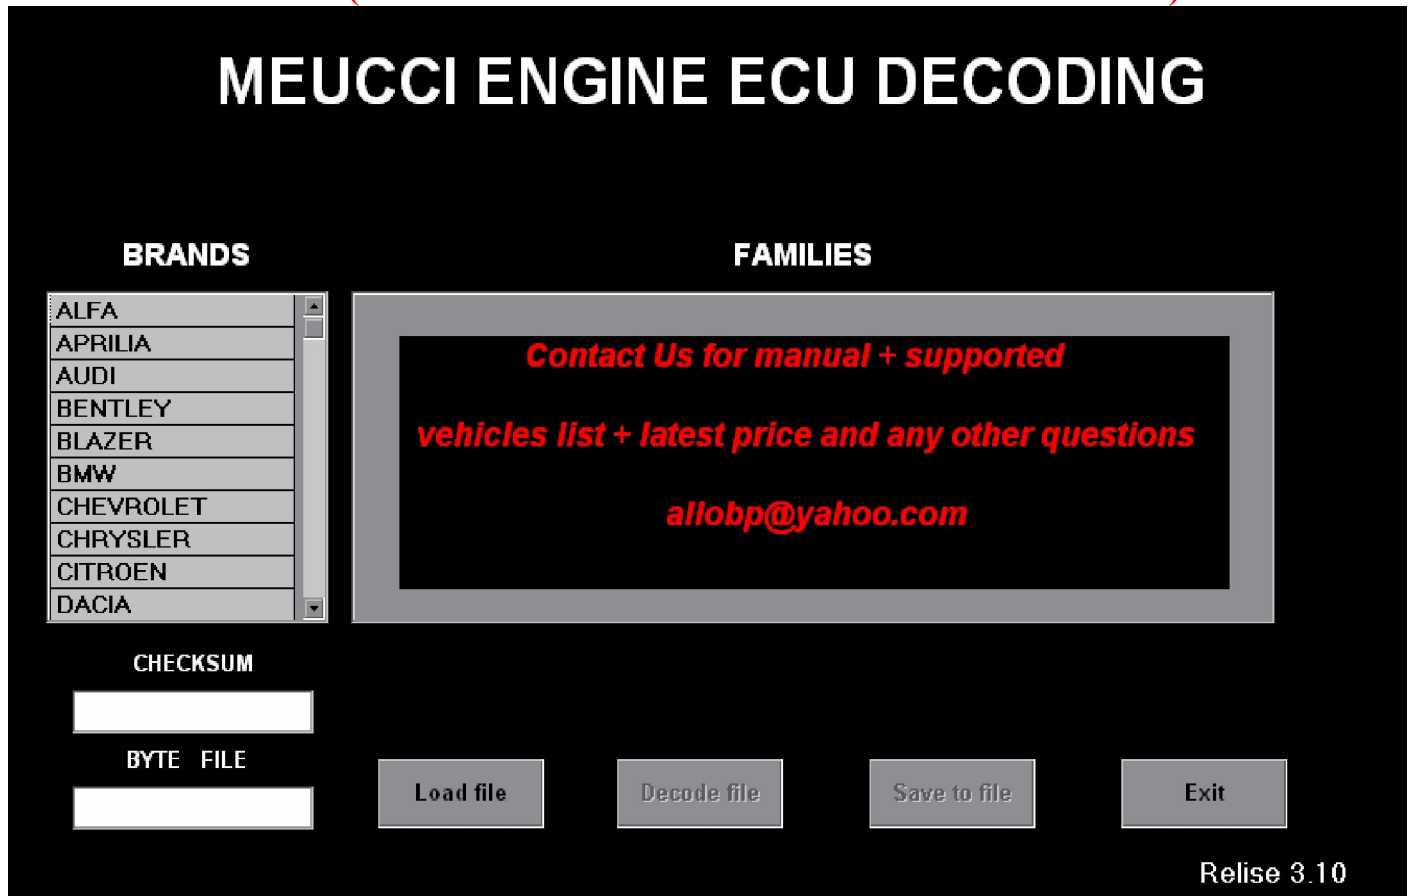 MEUCCI ENGINE ECU DECODING
BRANDS
FAMILIES
ALFA
APRILIA
AUDI
BENTLEY
BLAZER
BMW
CHEVROLET
CHRYSLER
CITROEN
DACIA
Contact Us for manual + supported
vehicles list + latest price and any other questions
allobp@yahoo.com
CHECKSUM
BYTE FILE
Load file
Decode file
Save to file
Exit
Relise 3.10